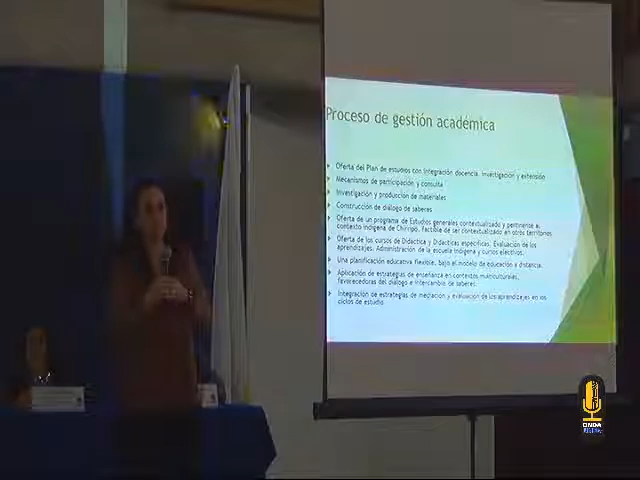 Proceso de gestión académica
Oferta del Plan de estudios con integración docencia, investigación y extensión
Mecanismos de participación y consulta
Investigación y producción de materiales
Construcción de diálogo de saberes
Oferta de un programa de Estudios generales contextualizado y pertinente al
contexto indígena de Chirripó, factible de ser contextualizado en otros territorios
Oferta de los cursos de Didáctica y Didácticas específicas, Evaluación de los
aprendizajes, Administración de la escuela indígena y cursos electivos.
Una planificación educativa flexible, bajo el modelo de educación a distancia.
Aplicación de estrategias de enseñanza en contextos multiculturales,
favorecedoras del diálogo e intercambio de saberes.
Integración de estrategias de mediación y evaluación de los aprendizajes en los
ciclos de estudio
ONDA